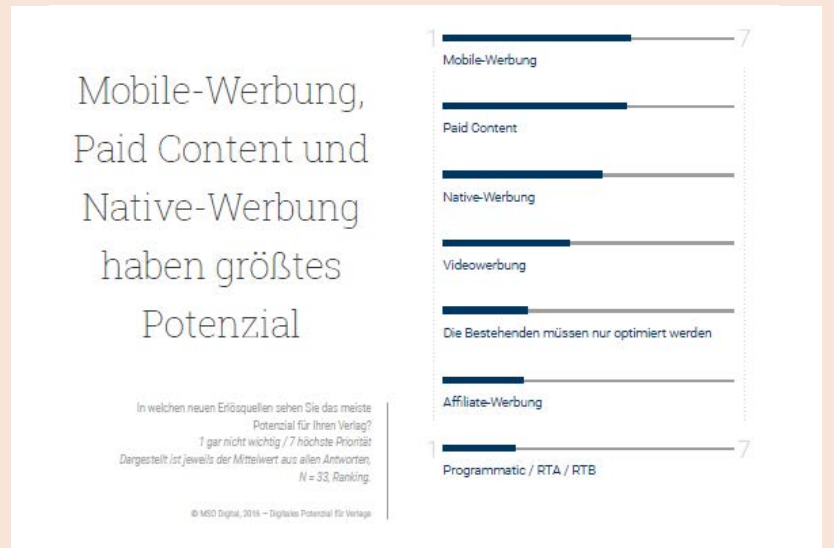 Mobile-Werbung,
Paid Content und
Native-Werbung
haben größtes
Potenzial
In welchen neuen Erlösquellen sehen Sie das meiste
Potenzial für Ihren Verlag?
1 gar nicht wichtig / 7 höchste Priorität
Dargestellt ist jeweils der Mittelwert aus allen Antworten,
N = 33, Ranking.
© MSD Digital, 2016 – Digitales Potenzial für Verlage
1 7
Mobile-Werbung
Paid Content
Native-Werbung
Videowerbung
Die Bestehenden müssen nur optimiert werden
Affiliate-Werbung
1 7
Programmatic / RTA / RTB